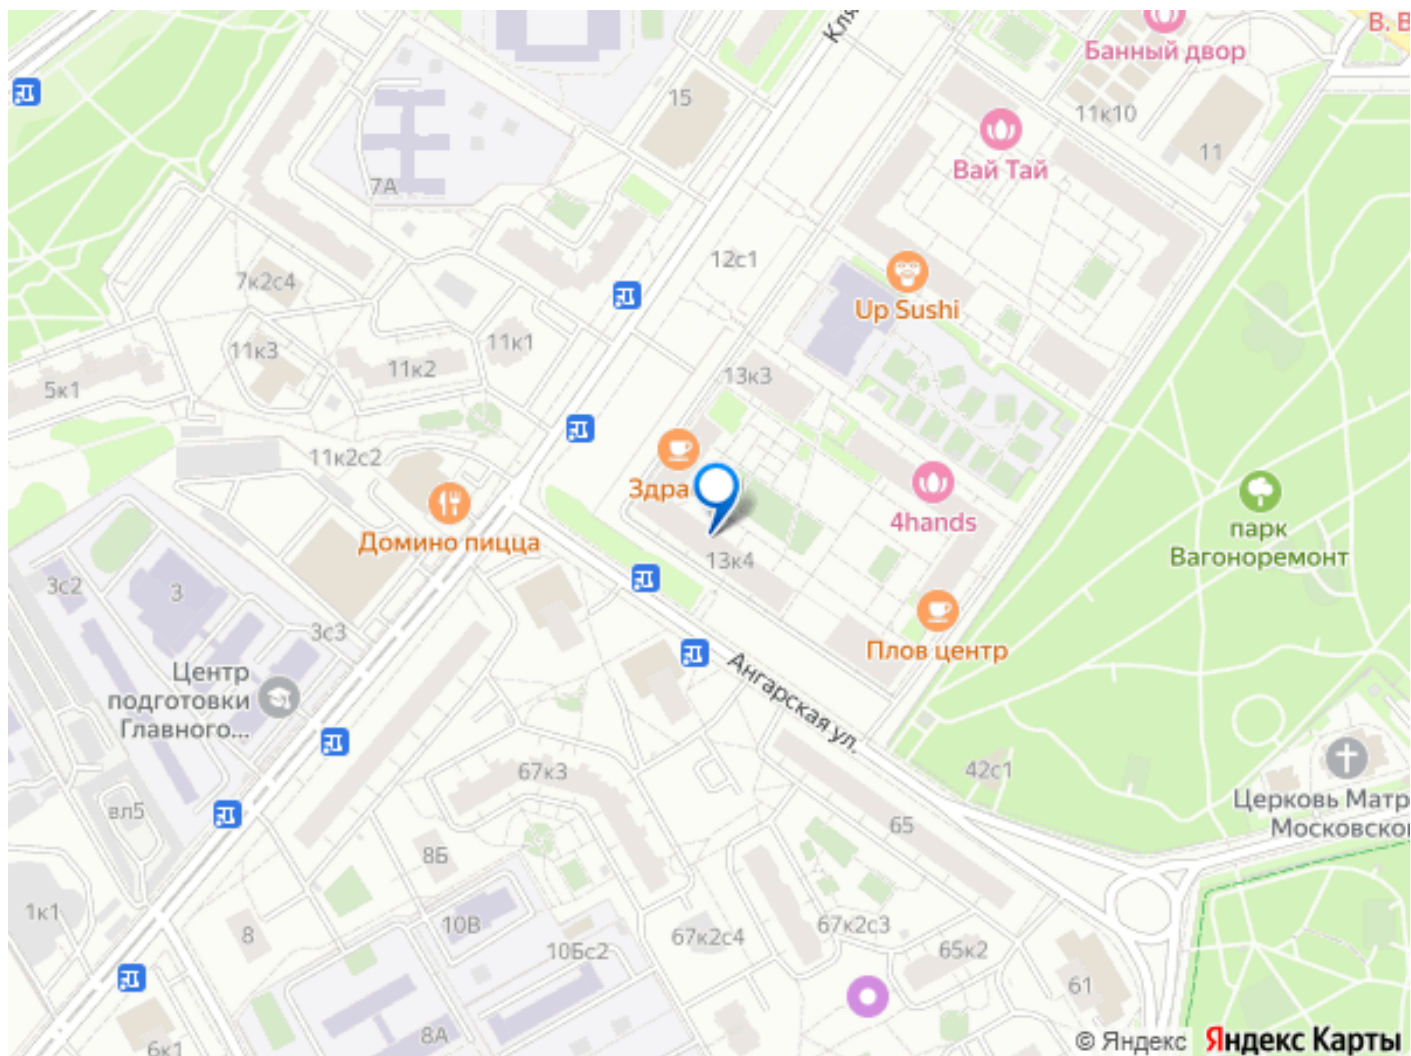 В. В
Кля
Банный двор
15
11к10
11
Вай Тай
7А
12с1
7к2с4
Up Sushi
11к1
11к3
11к2
13к3
5к1
11к2с2
Здра
4hands
парк
Вагоноремонт
Домино пицца
13к4
3с2
3
3с3
Плов центр
Центр
подготовки
Главного...
Ангарская ул.
67к3
42с1
Церковь Матр
Московско
вл5
65
8Б
1к1
8
10В
10Бс2
67к2с4
67к2с3
65к2
61
8А
6к1
© Яндекс
Яндекс Карты